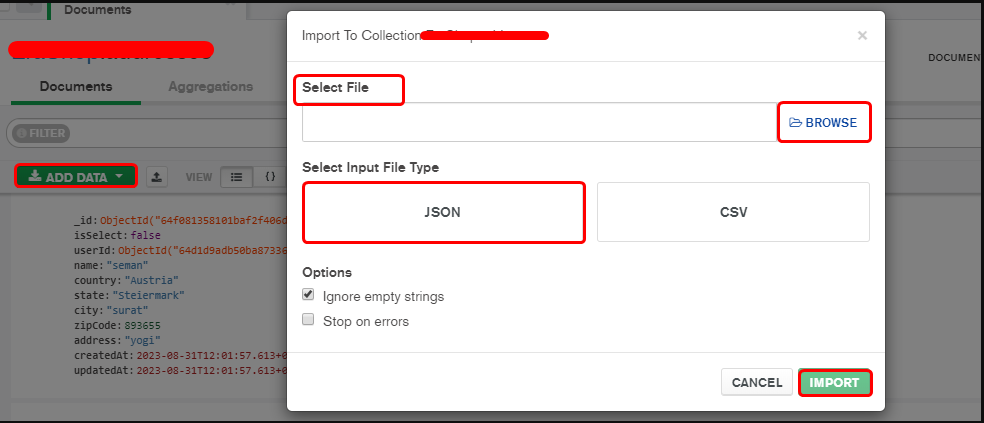 Documents
Import To Collection
×
DOCUMEN
Documents
Aggregations
Select File
BROWSE
FILTER
Select Input File Type
ADD DATA
VIEW
{ }
JSON
CSV
_id:ObjectId("64f081358101baf2f406d
isSelect:false
userId:ObjectId("64d1d9adb50ba87336
name:"seman"
country:"Austria"
state:"Steiermark"
city:"surat"
zipCode:893655
address:"yogi"
createdAt:2023-08-31T12:01:57.613+0
updatedAt:2023-08-31T12:01:57.613+0
Options
Ignore empty strings
Stop on errors
CANCEL
IMPORT